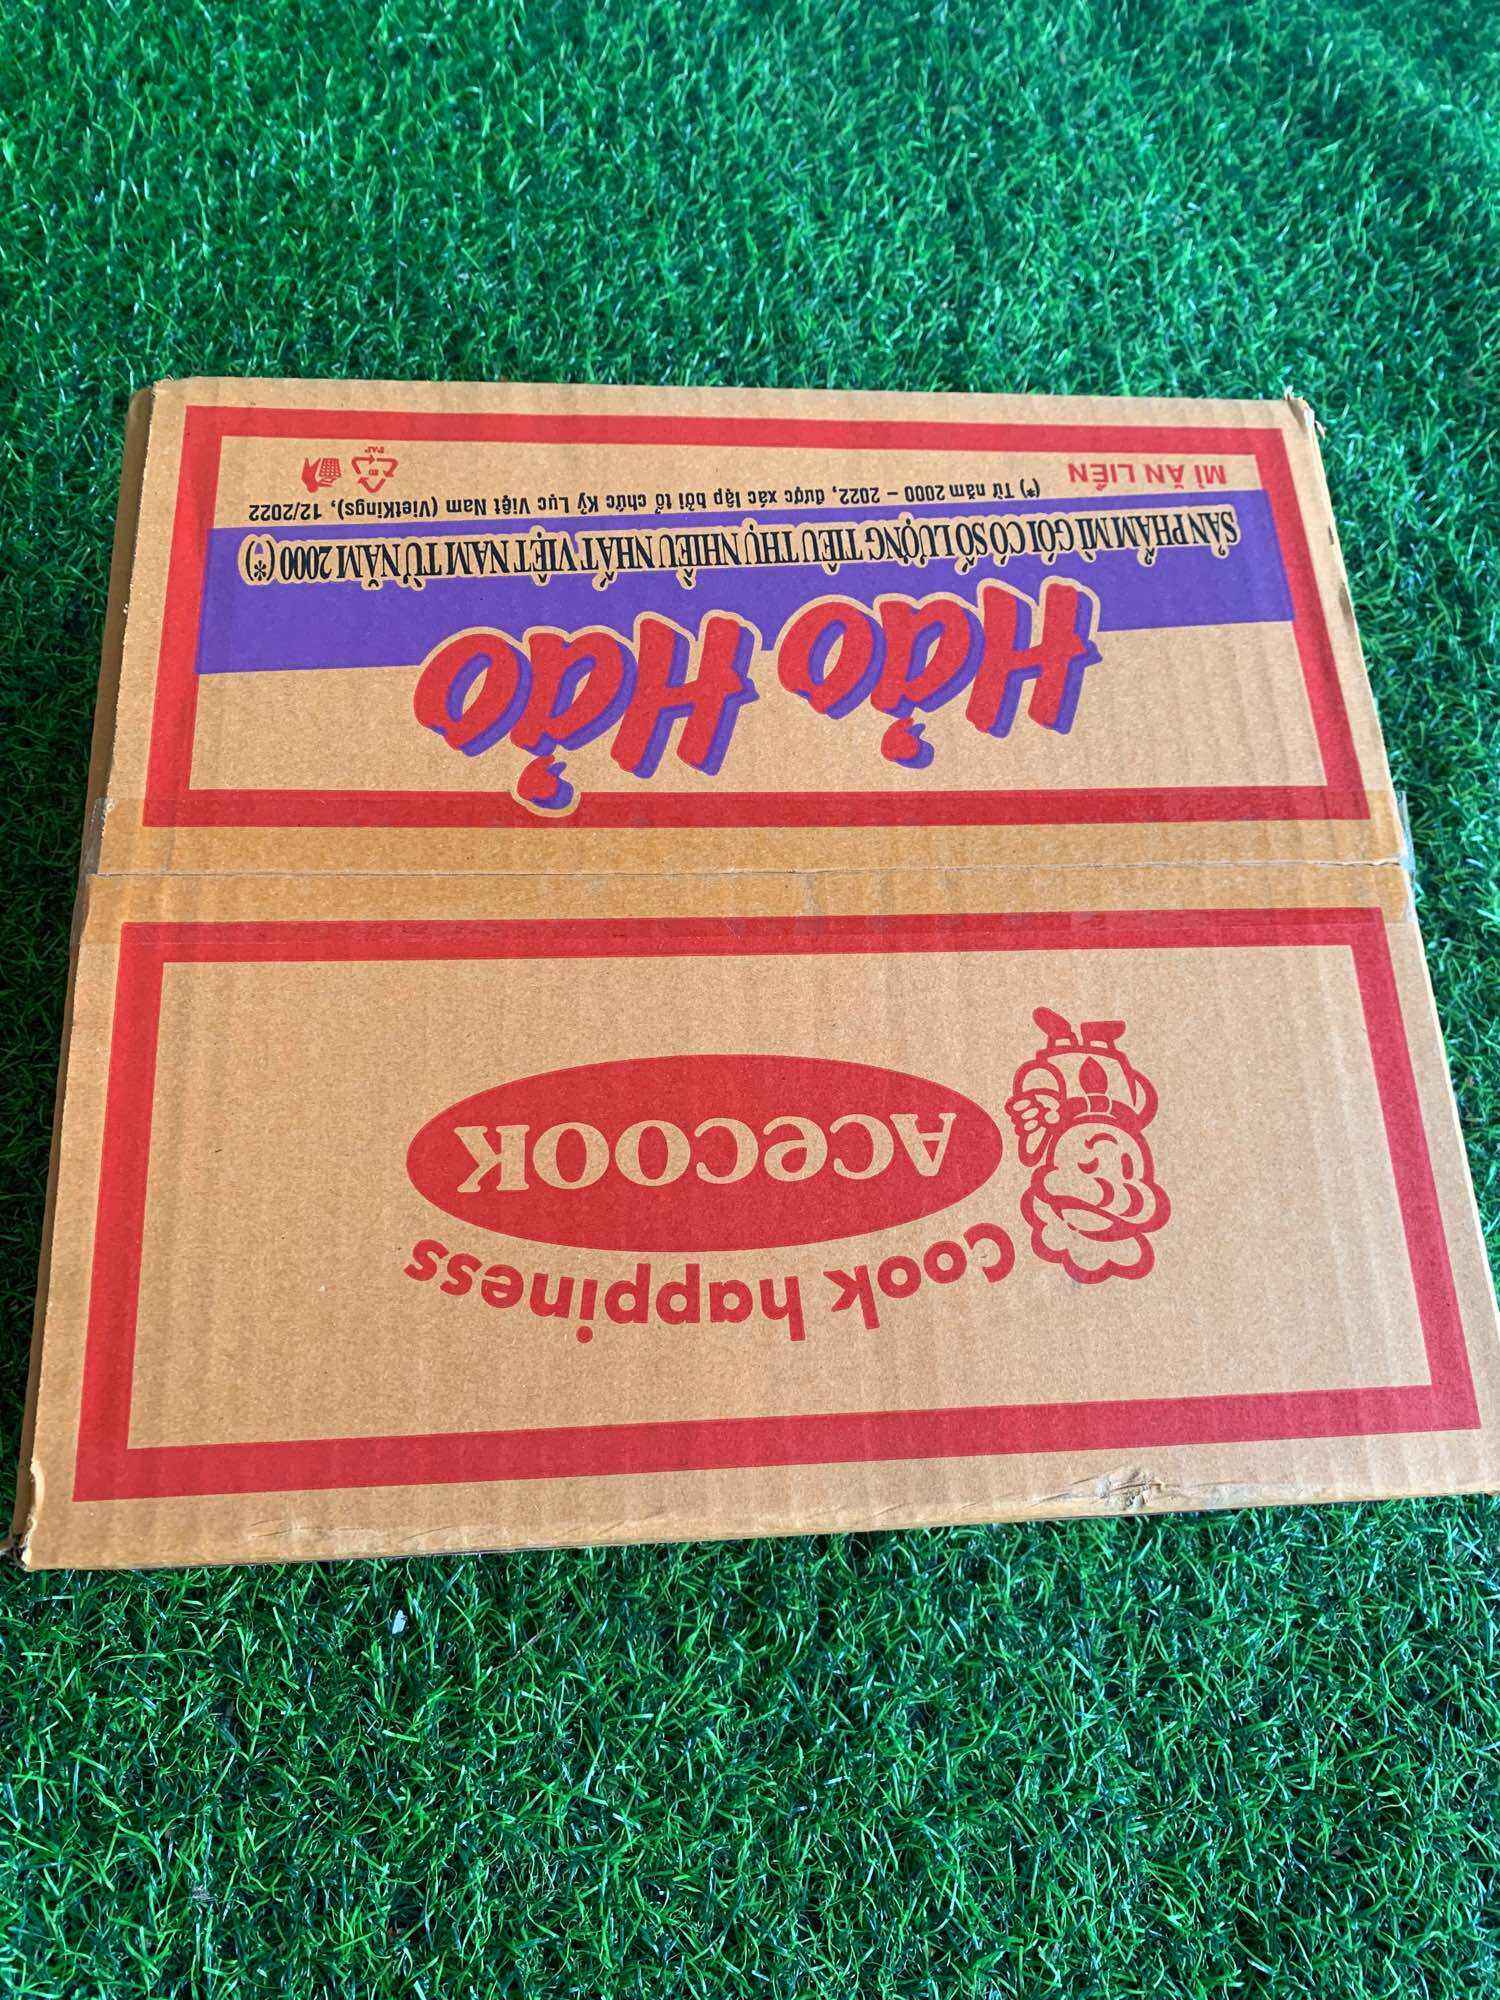 Cook happiness
ACECOOK
Hảo Hảo
SẢN PHẨM MÌ GÓI CÓ SỐ LƯỢNG TIÊU THỤ NHIỀU NHẤT VIỆT NAM TỪ NĂM 2000 (*)
(*) Từ năm 2000 – 2022, được xác lập bởi tổ chức Kỷ Lục Việt Nam (VietKings), 12/2022
MÌ ĂN LIỀN
20
PAP